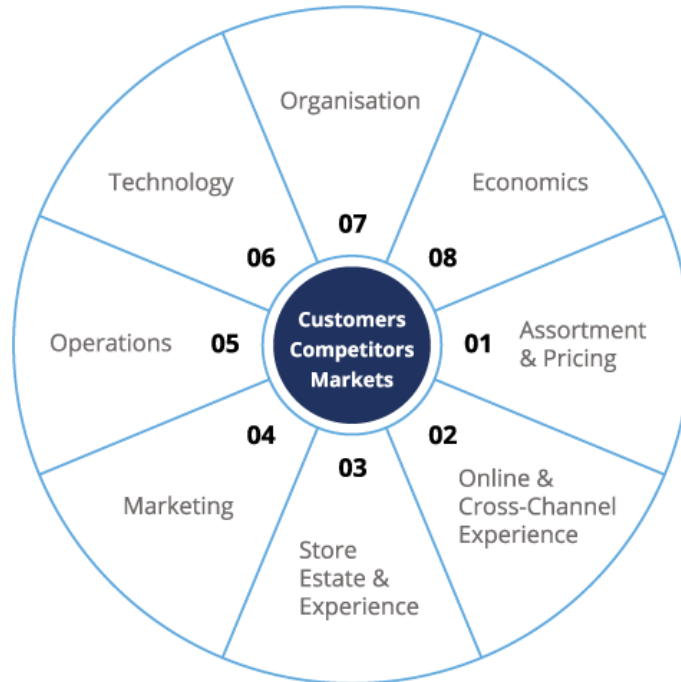 Organisation
07
Technology
06
Economics
08
Customers
Competitors
Markets
Operations
05
01
Assortment
& Pricing
04
Marketing
02
Online &
Cross-Channel
Experience
03
Store
Estate &
Experience